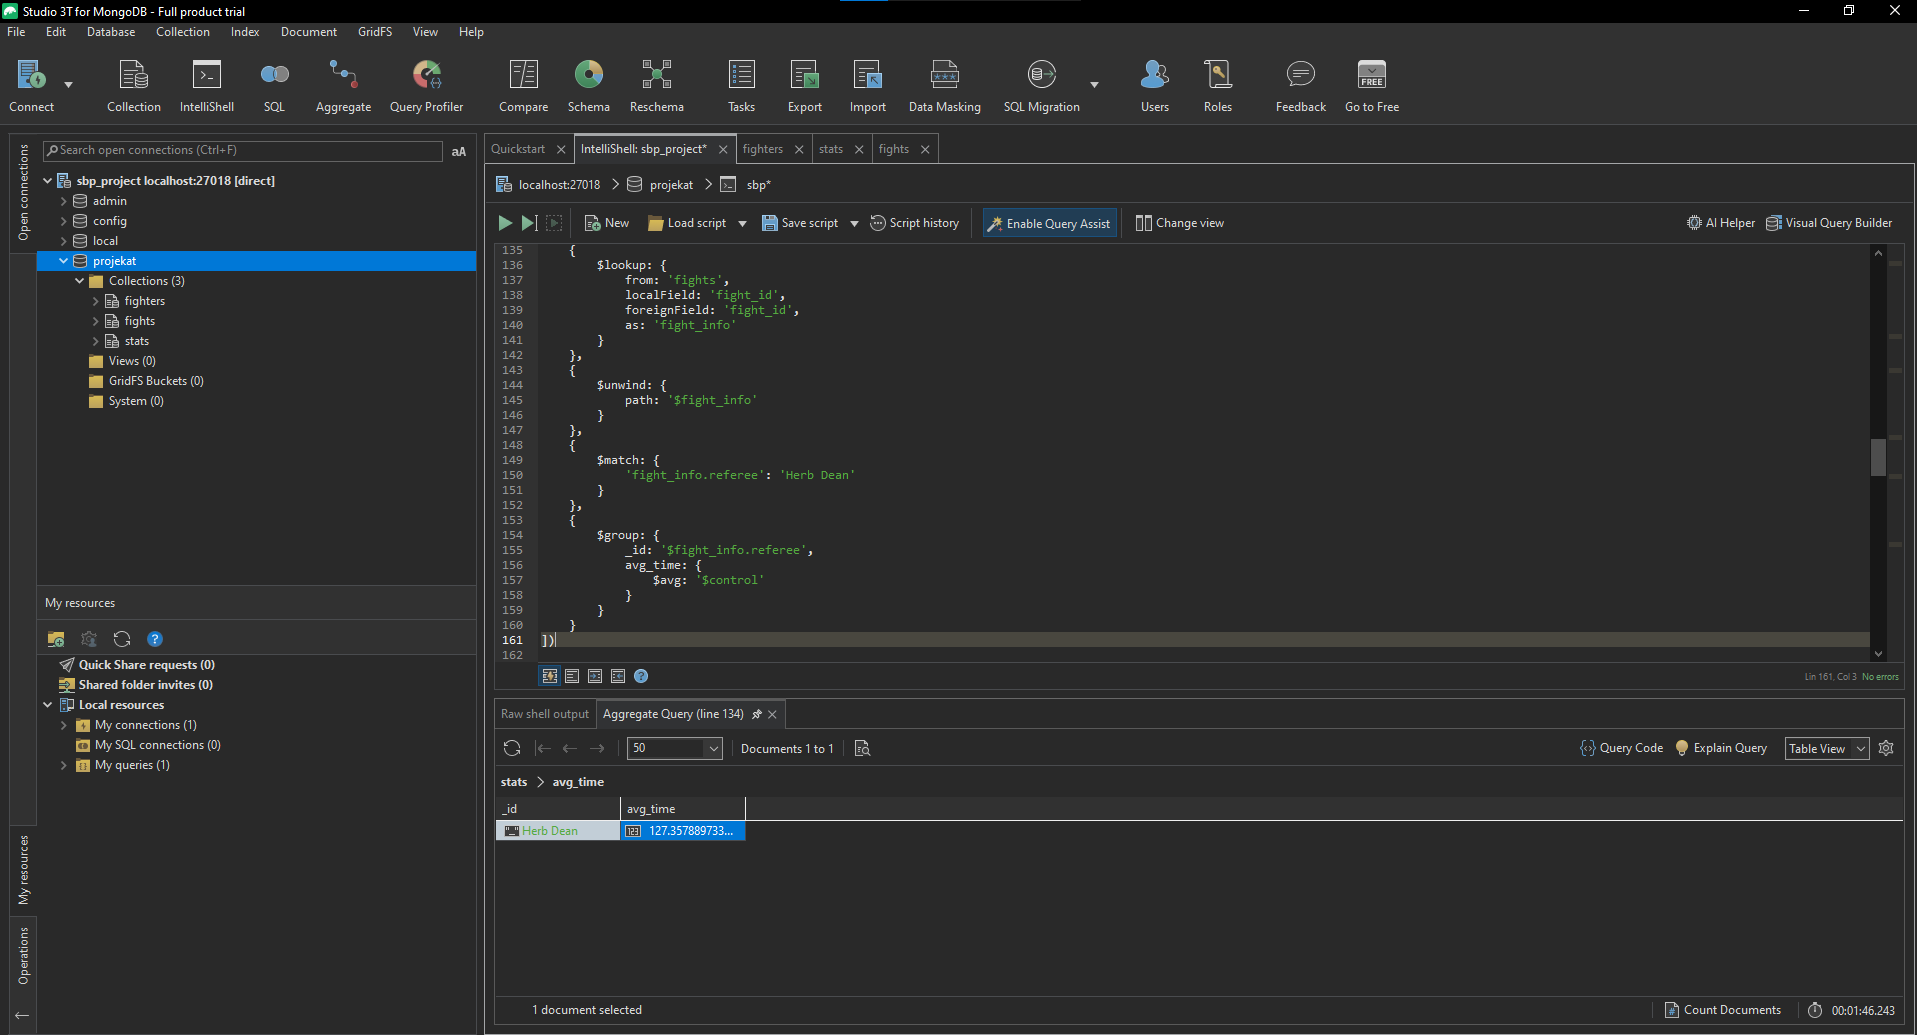 Studio 3T for MongoDB - Full product trial
File Edit Database Collection Index Document GridFS View Help
Connect Collection IntelliShell SQL Aggregate Query Profiler Compare Schema Reschema Tasks Export Import Data Masking SQL Migration Users Roles FREE Feedback Go to Free
Open connections
Search open connections (Ctrl+F) aA
sbp_project localhost:27018 [direct]
admin
config
local
projekat
Collections (3)
fighters
fights
stats
Views (0)
GridFS Buckets (0)
System (0)
My resources
Quick Share requests (0)
Shared folder invites (0)
Local resources
My connections (1)
My SQL connections (0)
My queries (1)
My resources
Operations
Quickstart IntelliShell: sbp_project* fighters stats fights
localhost:27018 projekat sbp*
New Load script Save script Script history Enable Query Assist Change view AI Helper Visual Query Builder
135 {
136 $lookup: {
137 from: 'fights',
138 localField: 'fight_id',
139 foreignField: 'fight_id',
140 as: 'fight_info'
141 }
142 },
143 {
144 $unwind: {
145 path: '$fight_info'
146 }
147 },
148 {
149 $match: {
150 'fight_info.referee': 'Herb Dean'
151 }
152 },
153 {
154 $group: {
155 _id: '$fight_info.referee',
156 avg_time: {
157 $avg: '$control'
158 }
159 }
160 }
161 ])
162
Lin 161, Col 3 No errors
Raw shell output Aggregate Query (line 134)
50 Documents 1 to 1 Query Code Explain Query Table View
stats > avg_time
_id avg_time
Herb Dean 127.357889733...
1 document selected Count Documents 00:01:46.243